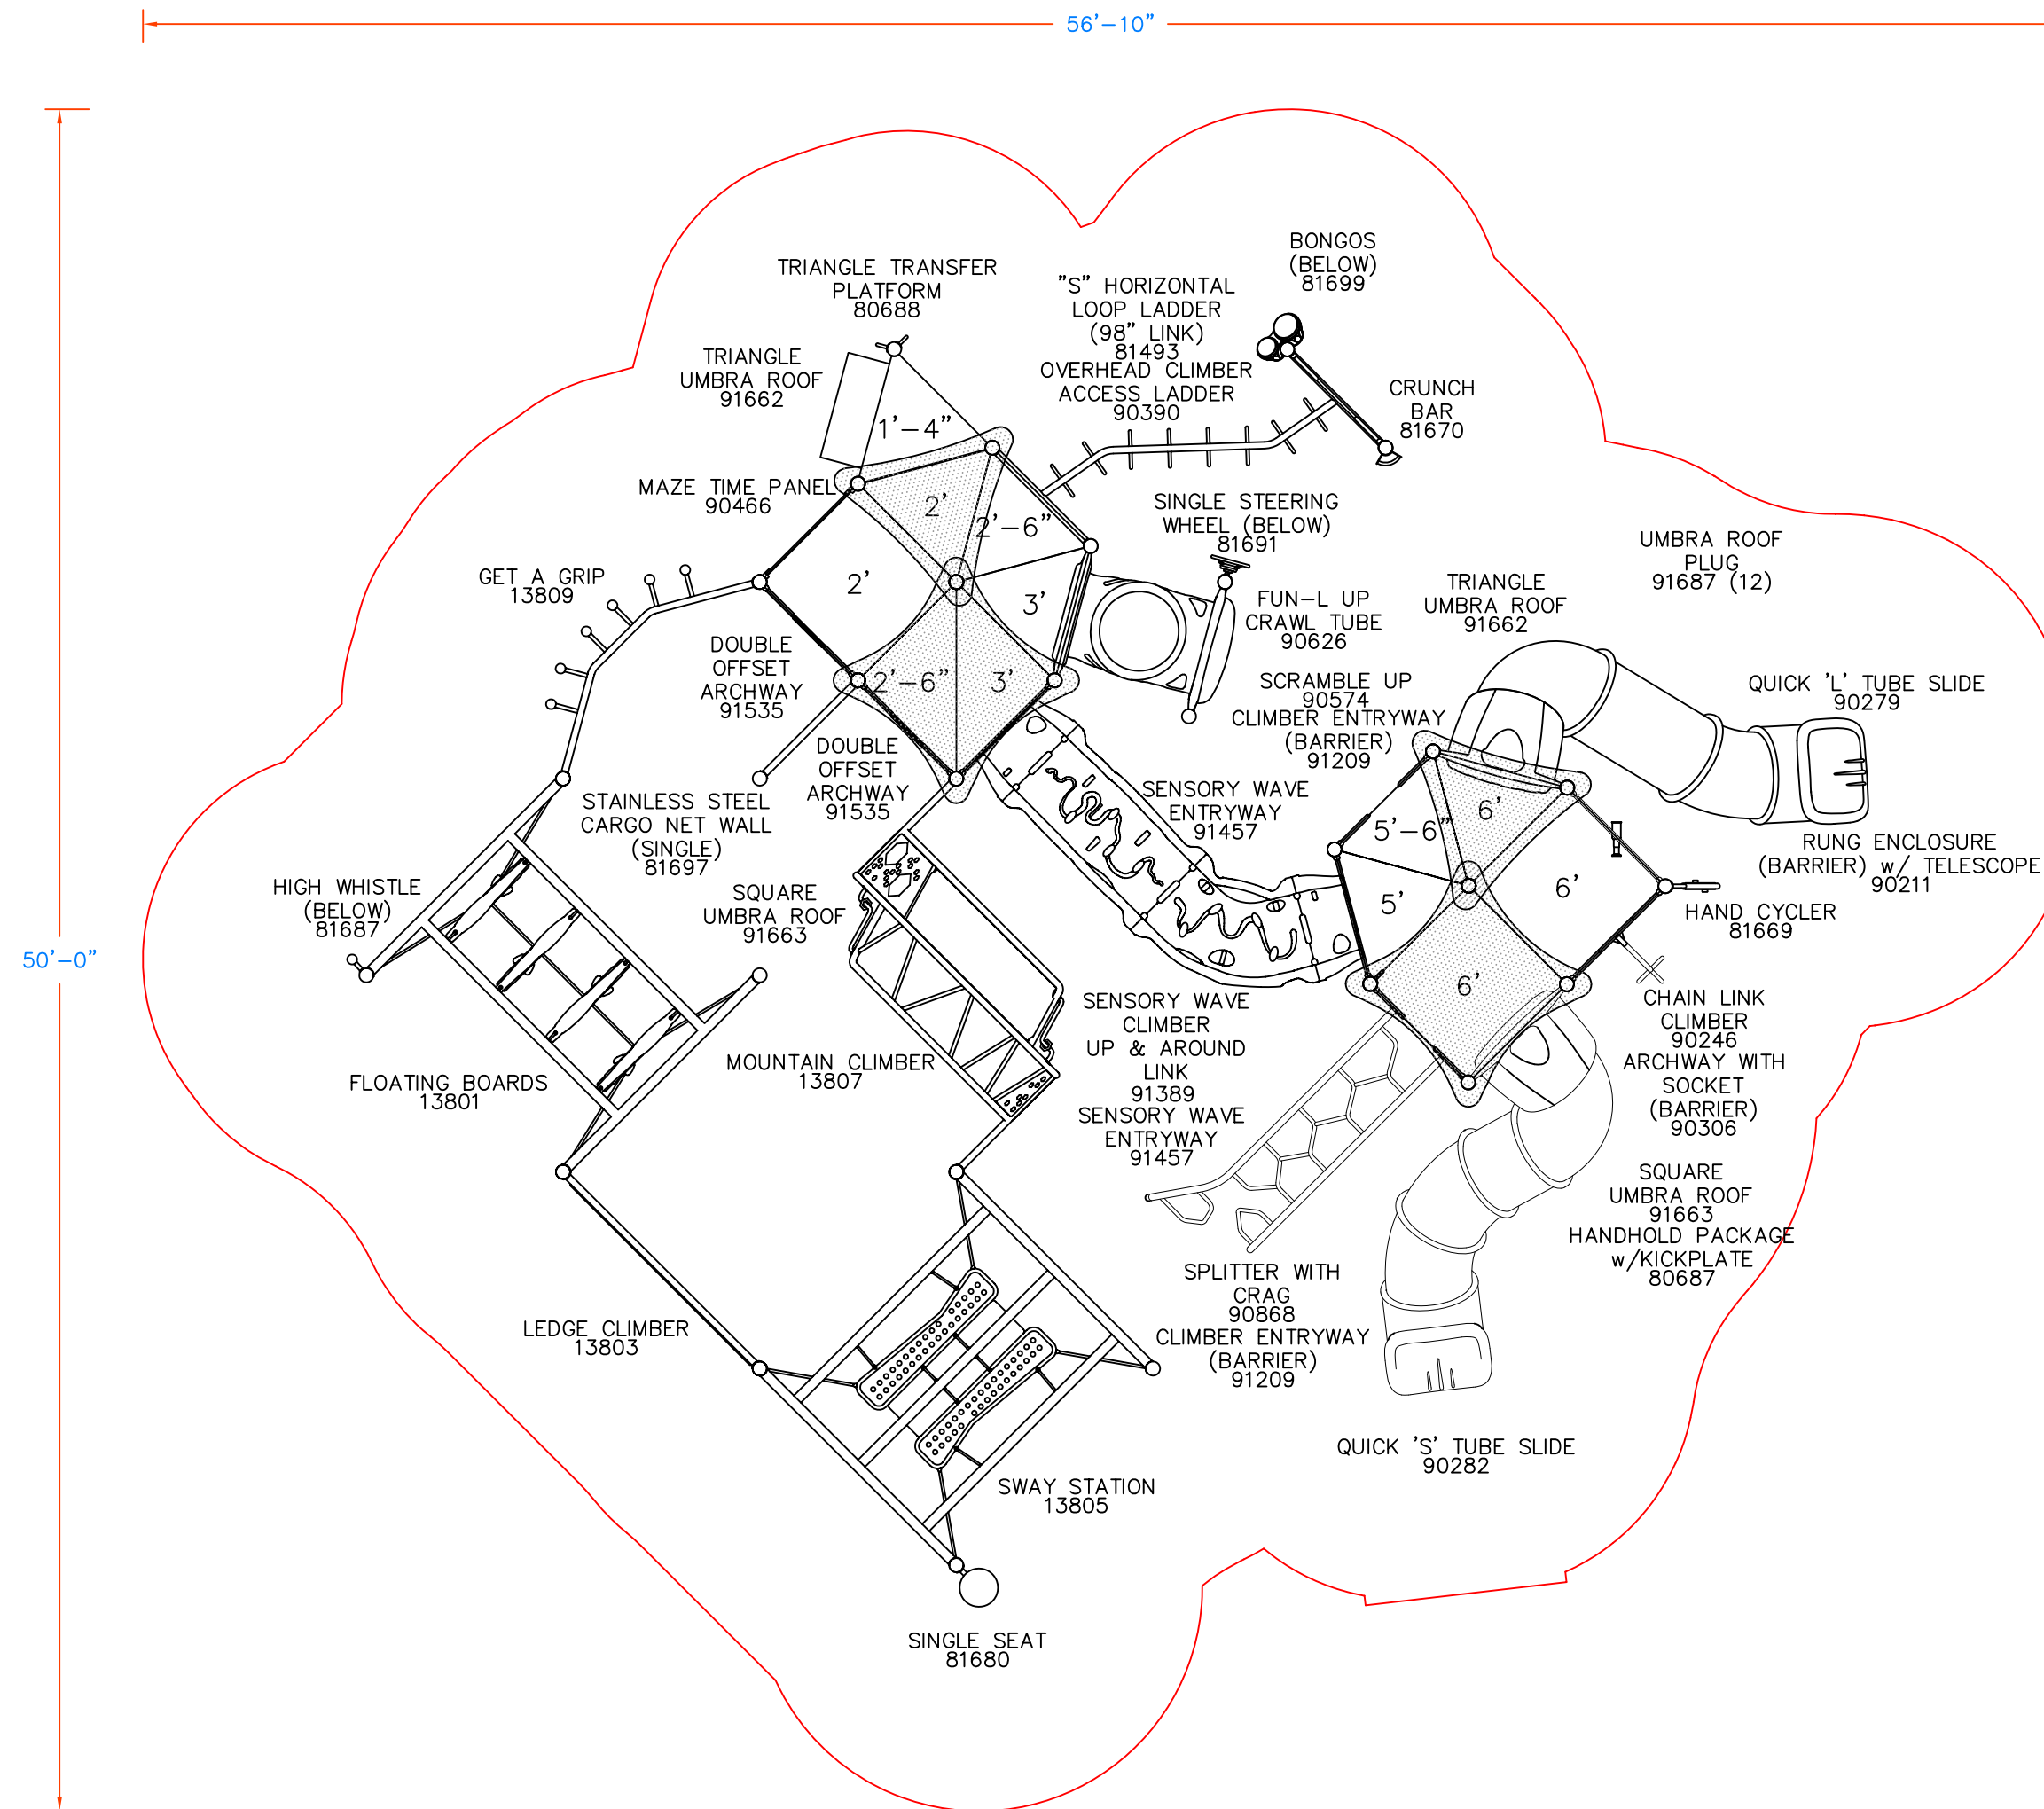 56'-10"
50'-0"
BONGOS
(BELOW)
81699
TRIANGLE TRANSFER
PLATFORM
80688
"S" HORIZONTAL
LOOP LADDER
(98" LINK)
81493
OVERHEAD CLIMBER
ACCESS LADDER
90390
TRIANGLE
UMBRA ROOF
91662
CRUNCH
BAR
81670
1'-4"
MAZE TIME PANEL
90466
2'
2'-6"
SINGLE STEERING
WHEEL (BELOW)
81691
UMBRA ROOF
PLUG
91687 (12)
GET A GRIP
13809
2'
3'
FUN-L UP
CRAWL TUBE
90626
TRIANGLE
UMBRA ROOF
91662
DOUBLE
OFFSET
ARCHWAY
91535
2'-6"
3'
SCRAMBLE UP
90574
CLIMBER ENTRYWAY
(BARRIER)
91209
QUICK 'L' TUBE SLIDE
90279
DOUBLE
OFFSET
ARCHWAY
91535
SENSORY WAVE
ENTRYWAY
91457
STAINLESS STEEL
CARGO NET WALL
(SINGLE)
81697
6'
5'-6"
RUNG ENCLOSURE
(BARRIER) w/ TELESCOPE
90211
HIGH WHISTLE
(BELOW)
81687
SQUARE
UMBRA ROOF
91663
5'
6'
HAND CYCLER
81669
6'
SENSORY WAVE
CLIMBER
UP & AROUND
LINK
91389
SENSORY WAVE
ENTRYWAY
91457
CHAIN LINK
CLIMBER
90246
ARCHWAY WITH
SOCKET
(BARRIER)
90306
MOUNTAIN CLIMBER
13807
FLOATING BOARDS
13801
SQUARE
UMBRA ROOF
91663
HANDHOLD PACKAGE
w/KICKPLATE
80687
SPLITTER WITH
CRAG
90868
CLIMBER ENTRYWAY
(BARRIER)
91209
LEDGE CLIMBER
13803
QUICK 'S' TUBE SLIDE
90282
SWAY STATION
13805
SINGLE SEAT
81680